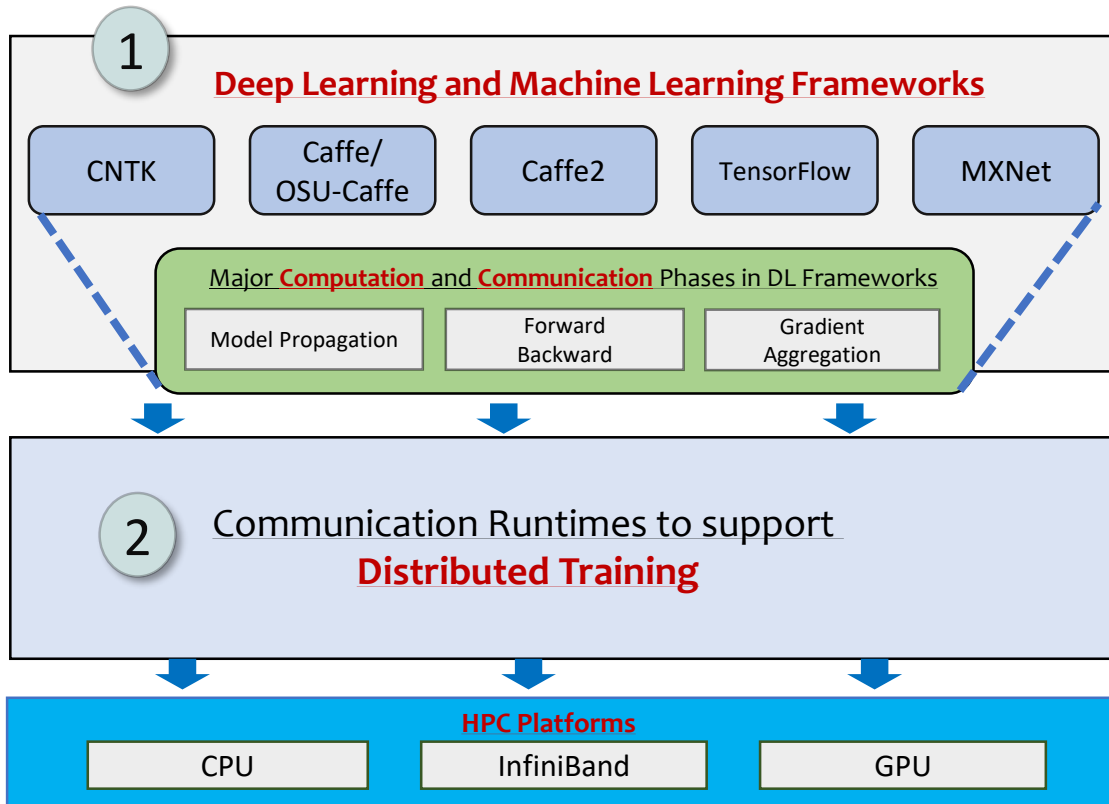 1
Deep Learning and Machine Learning Frameworks
CNTK
Caffe/
OSU-Caffe
Caffe2
TensorFlow
MXNet
Major Computation and Communication Phases in DL Frameworks
Model Propagation
Forward
Backward
Gradient
Aggregation
2
Communication Runtimes to support
Distributed Training
HPC Platforms
CPU
InfiniBand
GPU